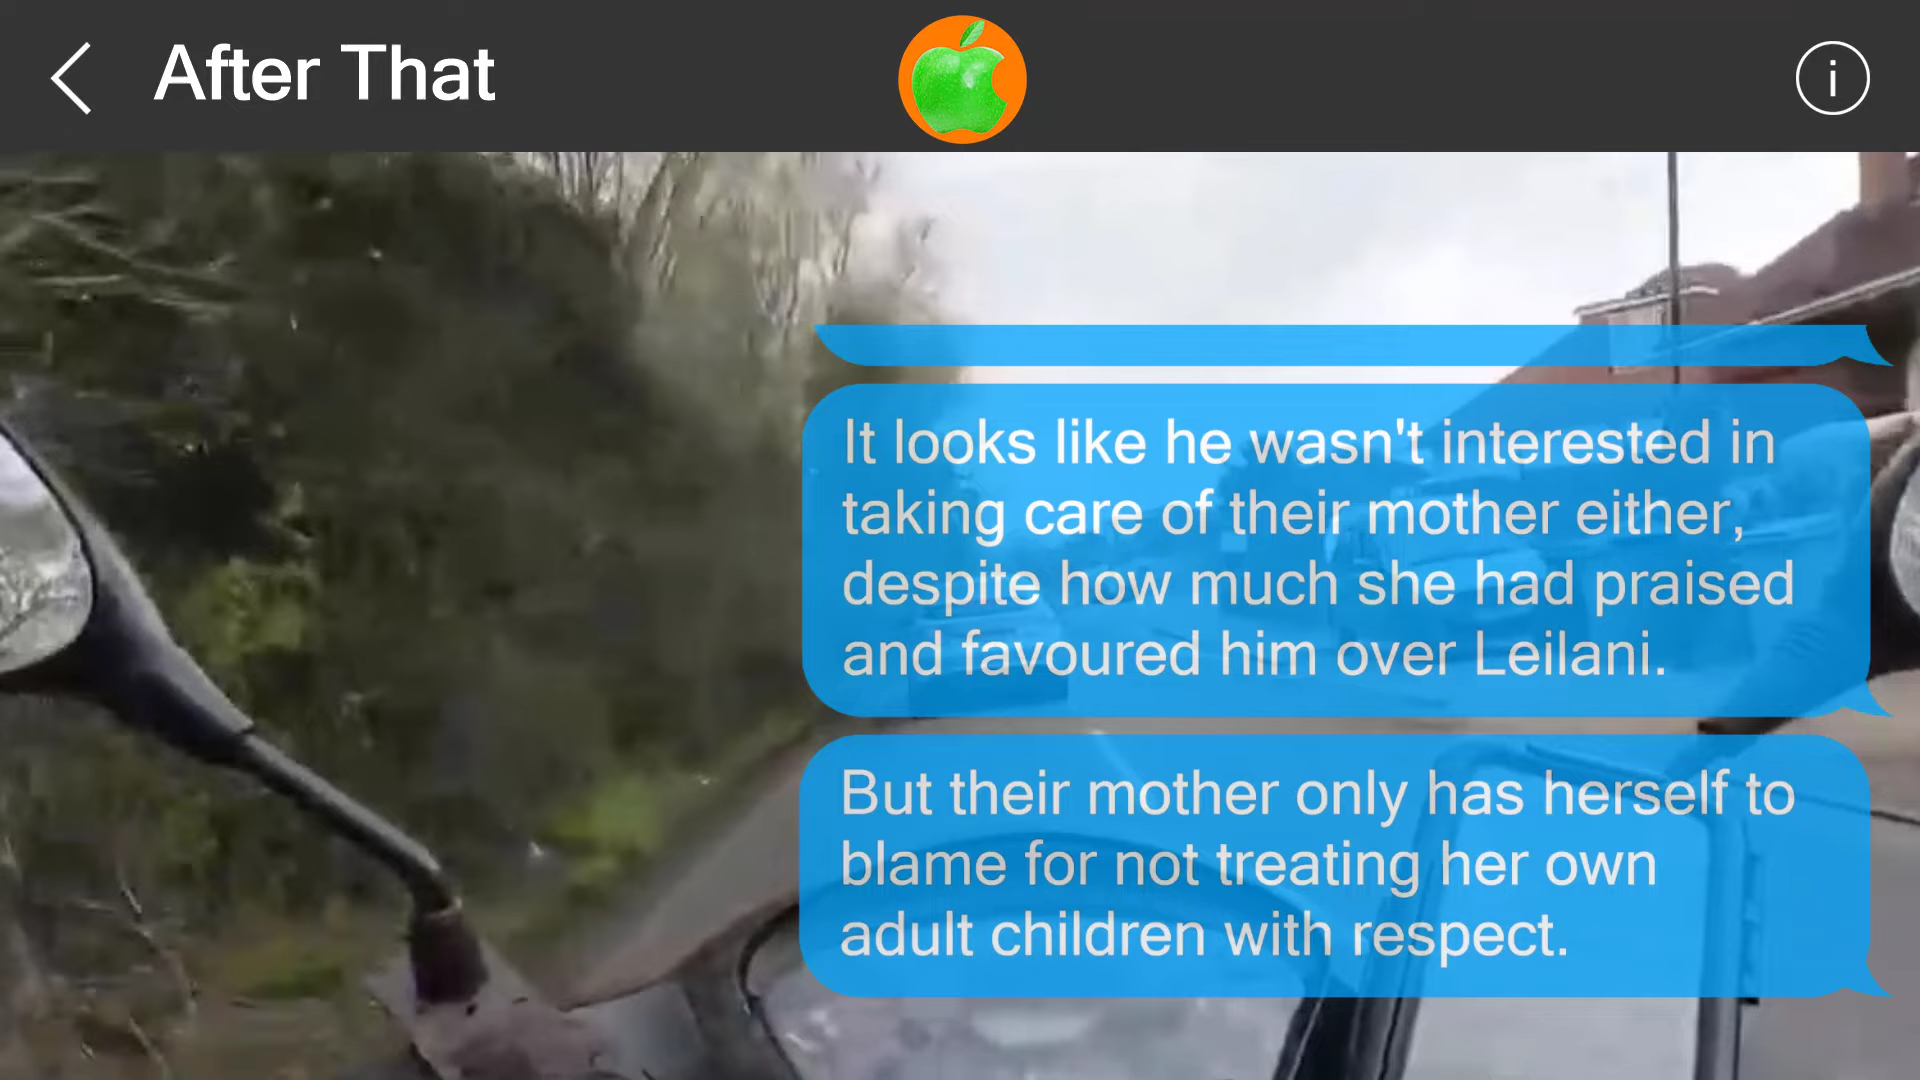 After That
It looks like he wasn't interested in
taking care of their mother either,
despite how much she had praised
and favoured him over Leilani.
But their mother only has herself to
blame for not treating her own
adult children with respect.